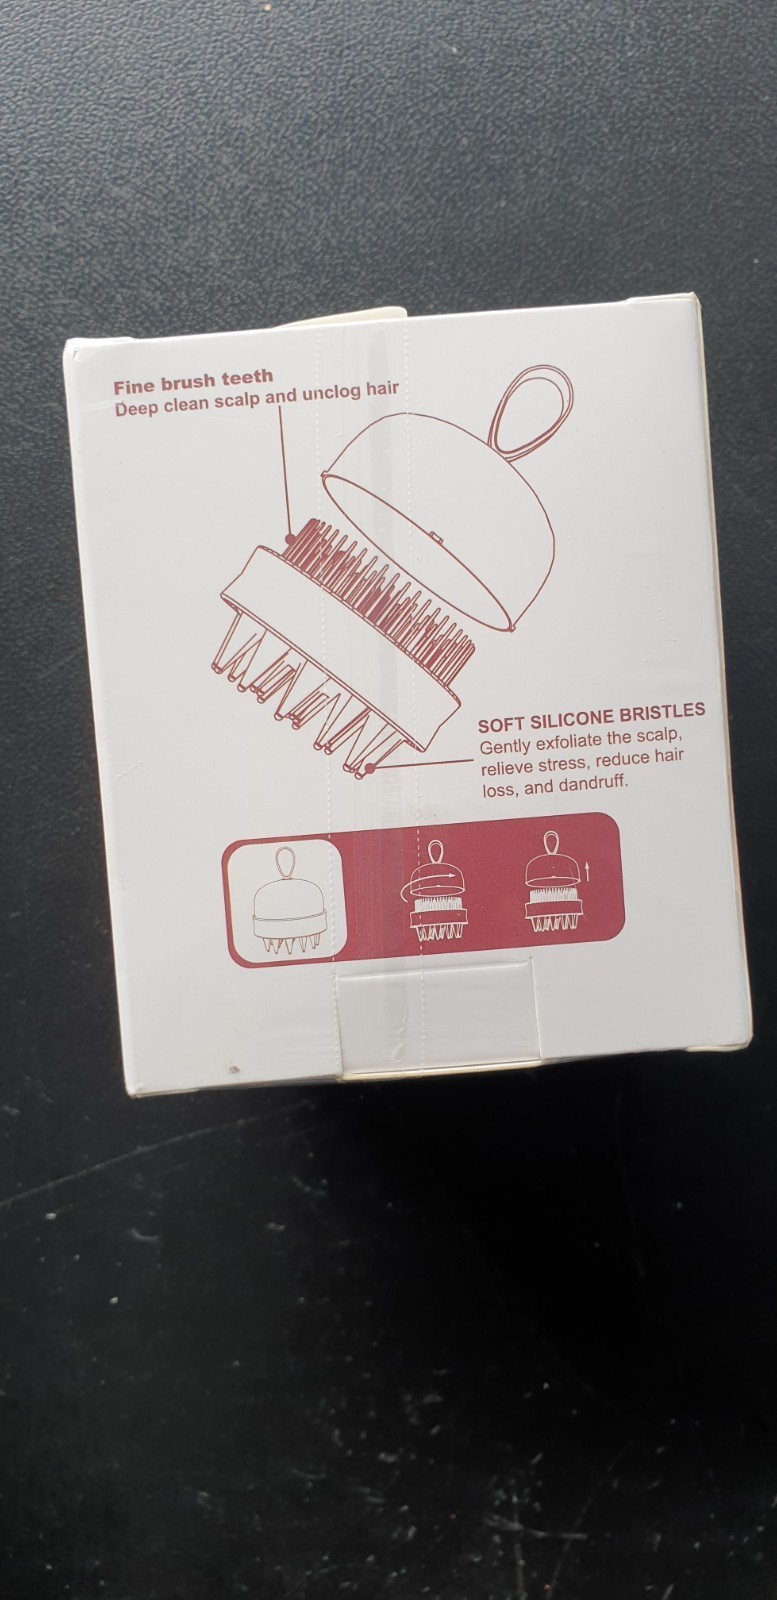 Fine brush teeth
Deep clean scalp and unclog hair
SOFT SILICONE BRISTLES
Gently exfoliate the scalp,
relieve stress, reduce hair
loss, and dandruff.